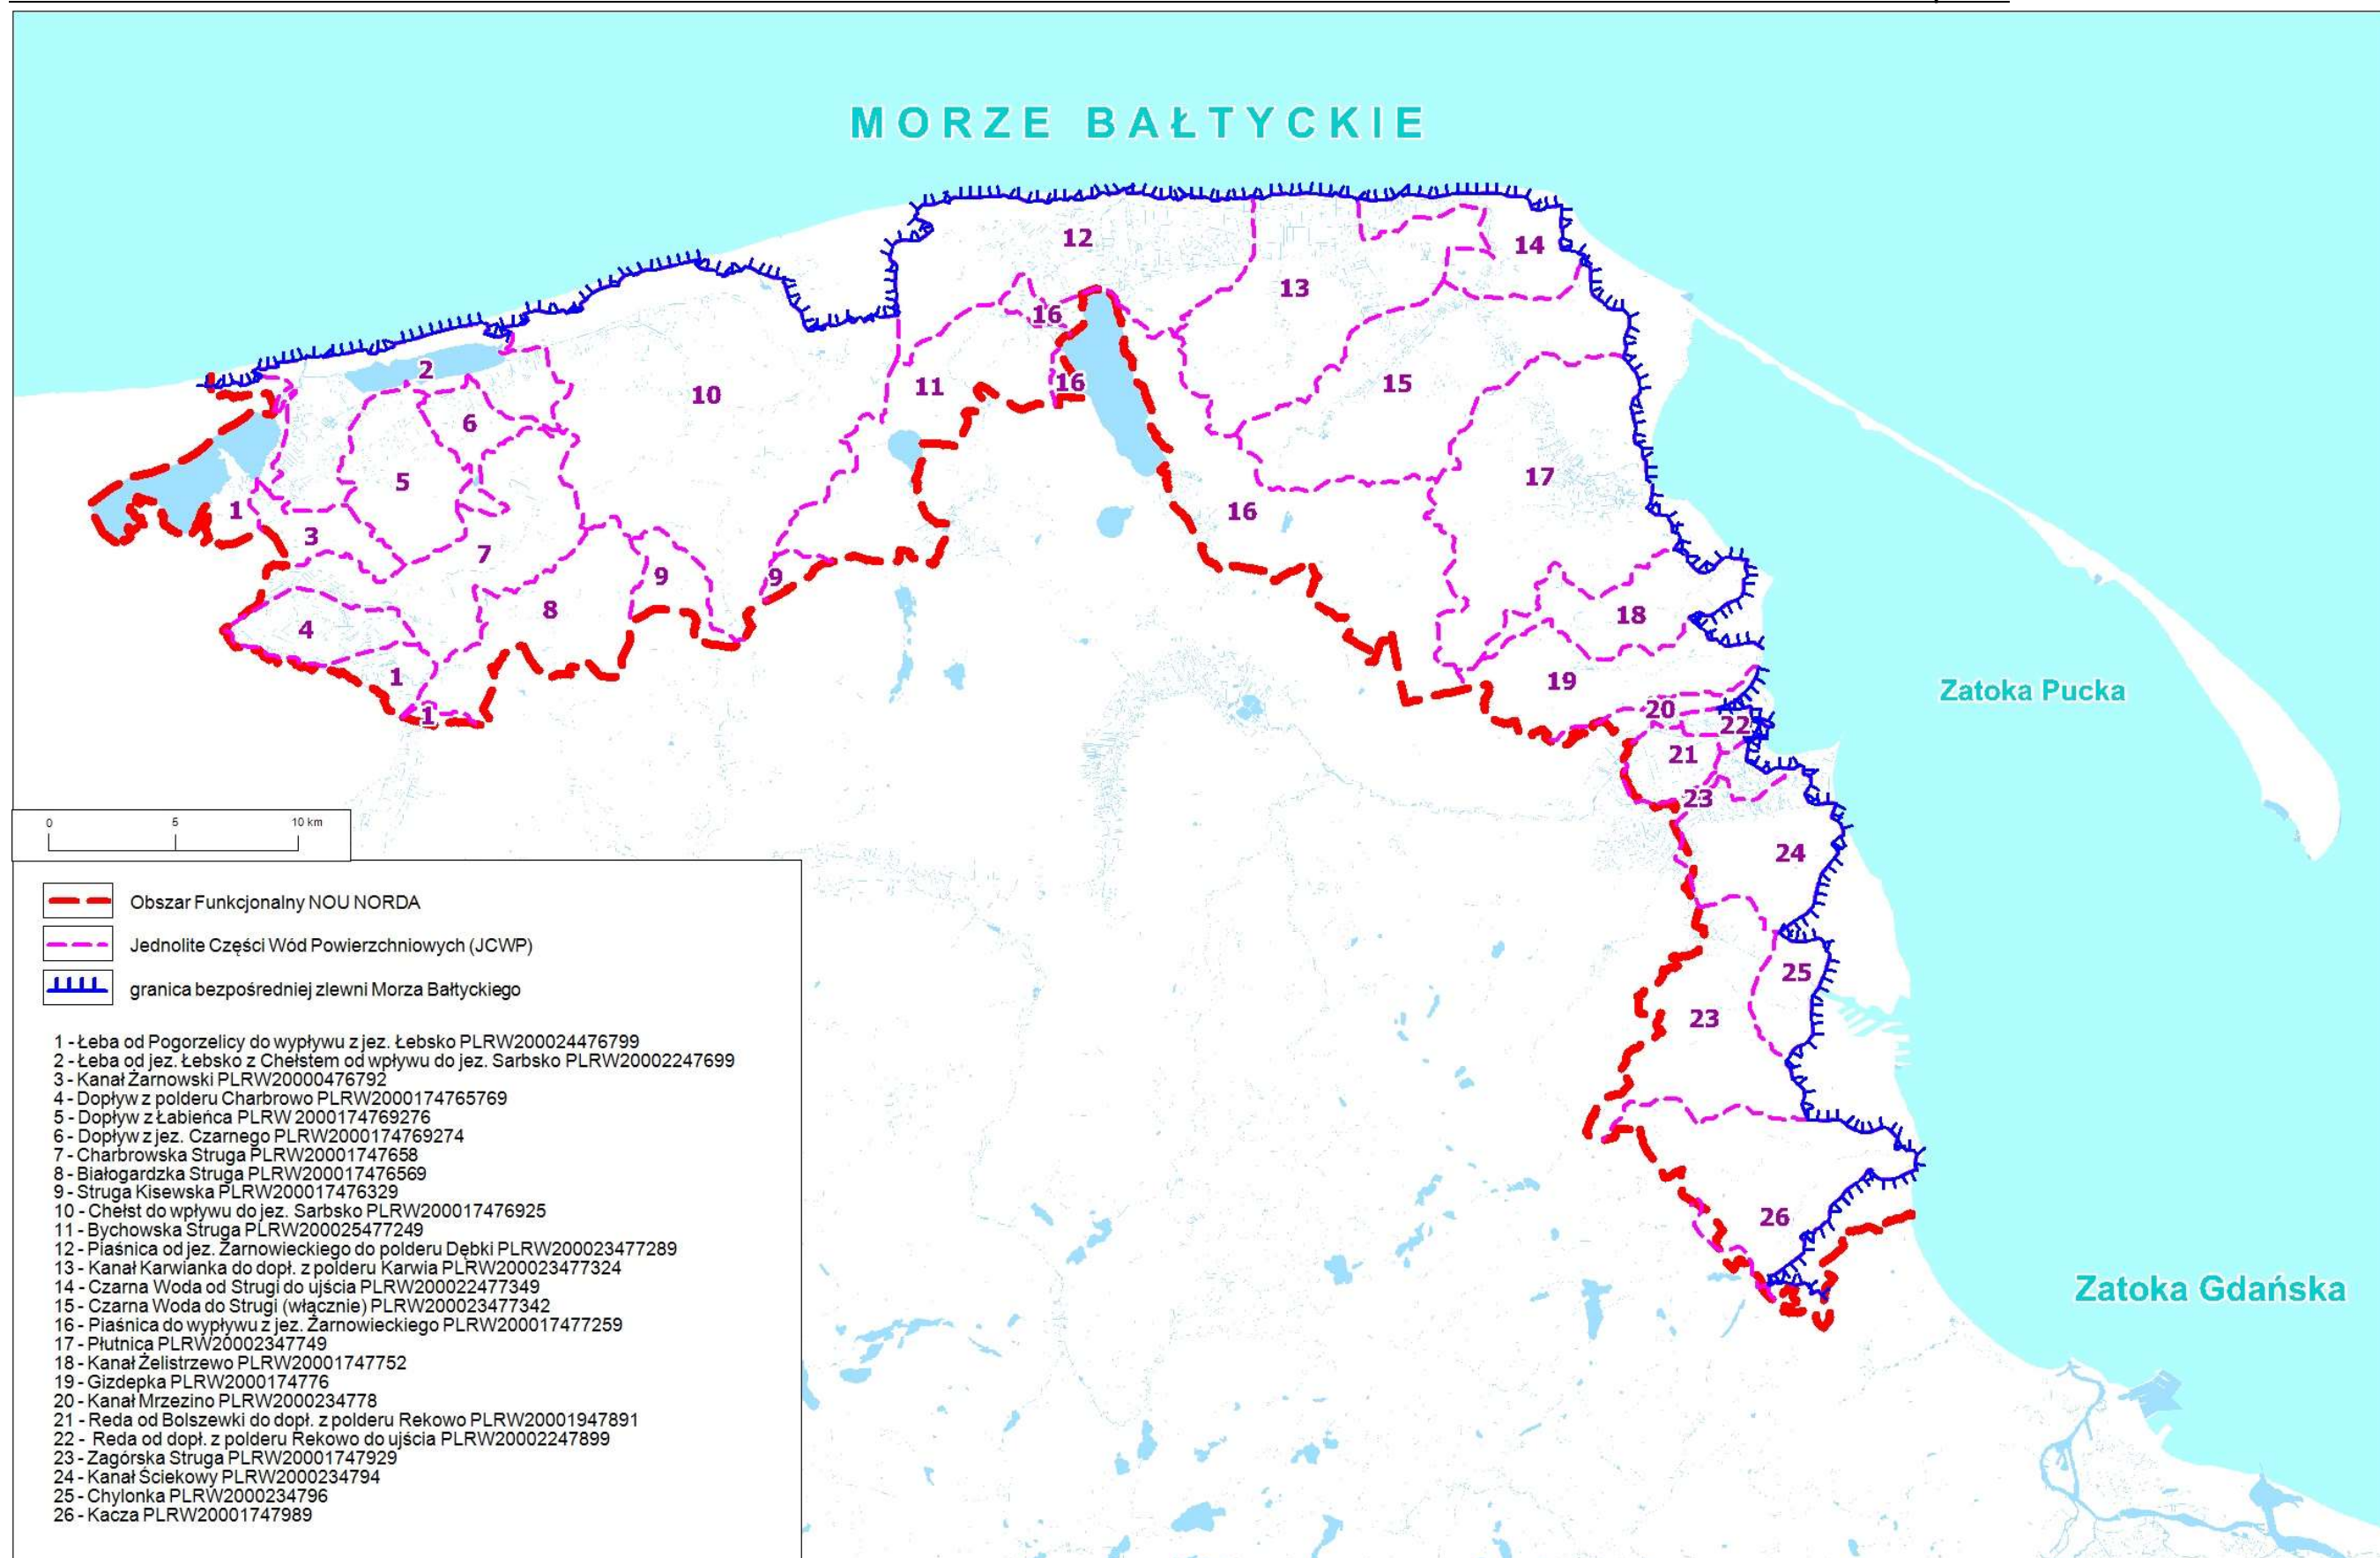 MORZE BAŁTYCKIE
12
14
13
16
2
15
10
11
16
6
5
17
1
16
3
7
9
9
8
18
4
1
19
Zatoka Pucka
20
1
22
21
23
0 5 10 km
24
Obszar Funkcjonalny NOU NORDA
Jednolite Części Wód Powierzchniowych (JCWP)
25
granica bezpośredniej zlewni Morza Bałtyckiego
23
1 - Łeba od Pogorzelicy do wypływu z jez. Łebsko PLRW200024476799
2 - Łeba od jez. Łebsko z Chełstem od wpływu do jez. Sarbsko PLRW20002247699
3 - Kanał Żarnowski PLRW20000476792
4 - Dopływ z polderu Charbrowo PLRW2000174765769
5 - Dopływ z Łabieńca PLRW 2000174769276
6 - Dopływ z jez. Czarnego PLRW2000174769274
7 - Charbrowska Struga PLRW20001747658
8 - Białogardzka Struga PLRW200017476569
9 - Struga Kisewska PLRW200017476329
10 - Chełst do wpływu do jez. Sarbsko PLRW200017476925
11 - Bychowska Struga PLRW200025477249
12 - Piaśnica od jez. Żarnowieckiego do polderu Dębki PLRW200023477289
13 - Kanał Karwianka do dopł. z polderu Karwia PLRW200023477324
14 - Czarna Woda od Strugi do ujścia PLRW200022477349
15 - Czarna Woda do Strugi (włącznie) PLRW200023477342
16 - Piaśnica do wypływu z jez. Żarnowieckiego PLRW200017477259
17 - Płutnica PLRW20002347749
18 - Kanał Żelistrzewo PLRW20001747752
19 - Gizdepka PLRW2000174776
20 - Kanał Mrzezino PLRW2000234778
21 - Reda od Bolszewki do dopł. z polderu Rekowo PLRW20001947891
22 - Reda od dopł. z polderu Rekowo do ujścia PLRW20002247899
23 - Zagórska Struga PLRW20001747929
24 - Kanał Ściekowy PLRW2000234794
25 - Chylonka PLRW2000234796
26 - Kacza PLRW20001747989
26
Zatoka Gdańska